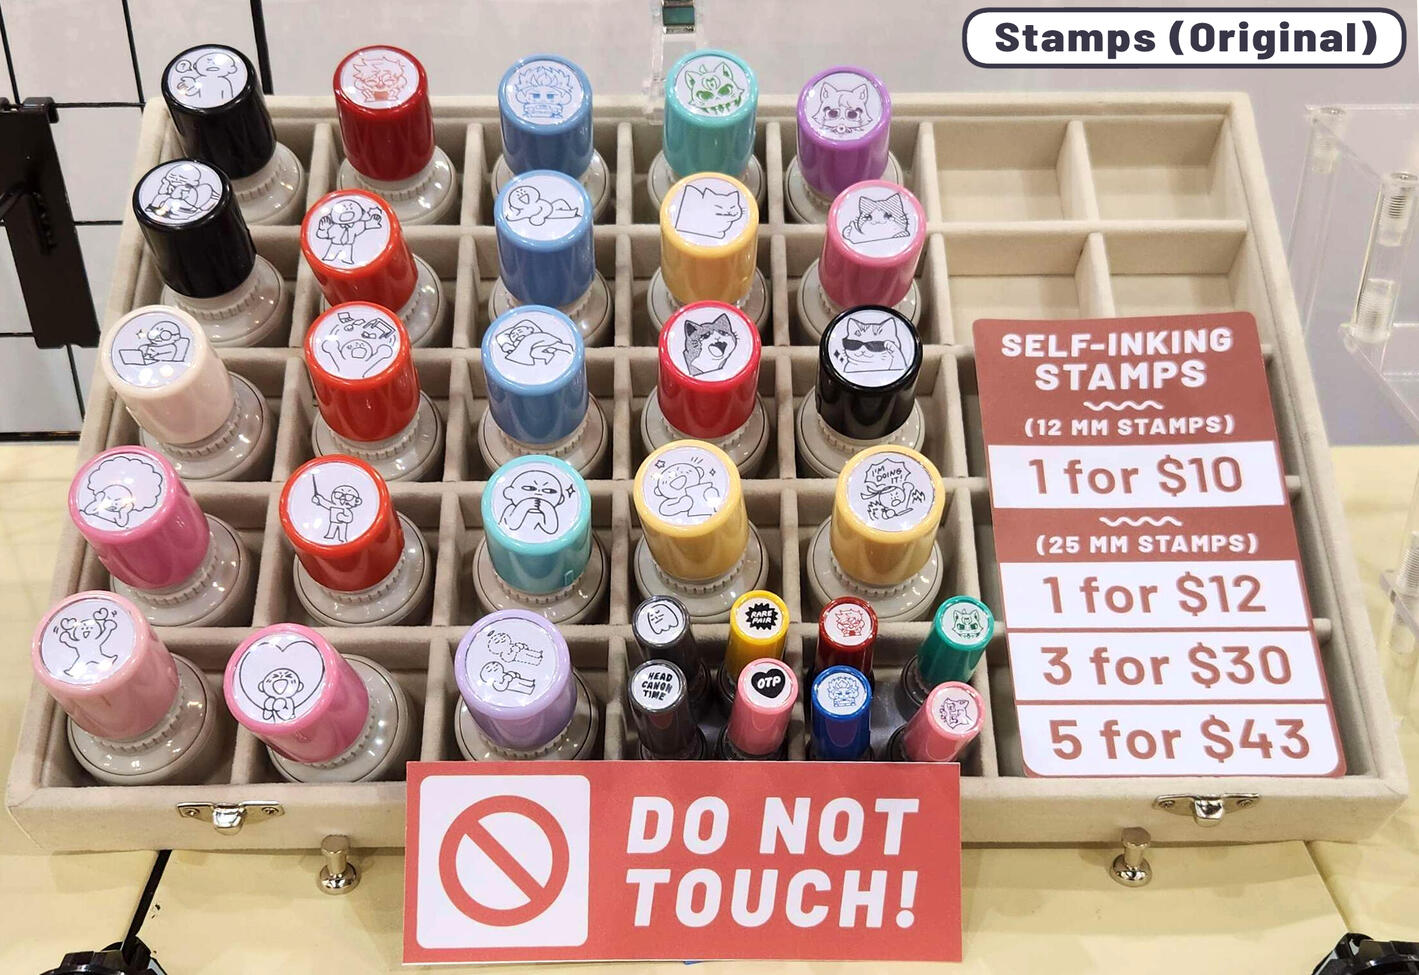 Stamps (Original)
SELF-INKING
STAMPS
(12 MM STAMPS)
1 for $10
(25 MM STAMPS)
1 for $12
3 for $30
5 for $43
I'M
DOING
IT!
RARE
PAIR
HEAD
CANON
TIME
OTP
DO NOT
TOUCH!